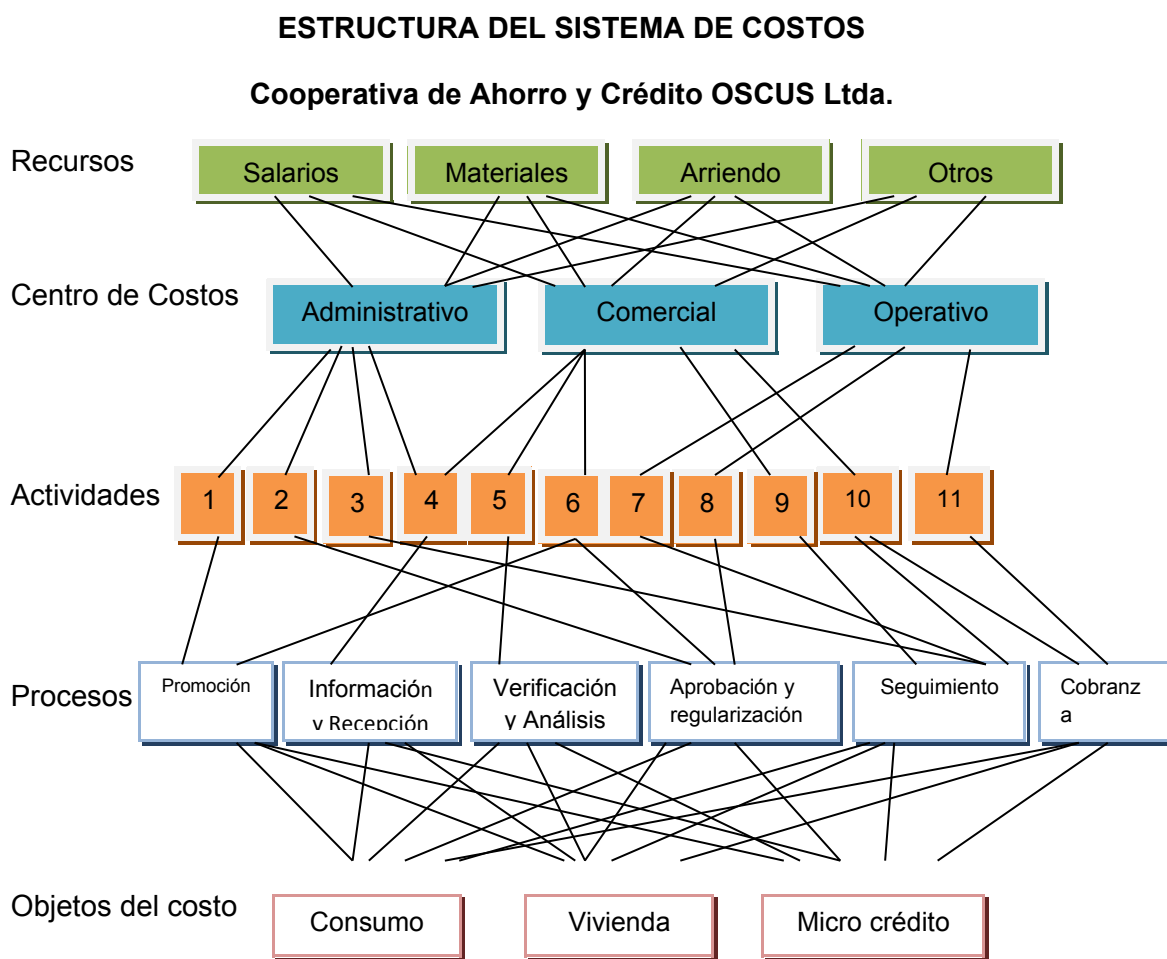 ESTRUCTURA DEL SISTEMA DE COSTOS
Cooperativa de Ahorro y Crédito OSCUS Ltda.
Recursos
Salarios
Materiales
Arriendo
Otros
Centro de Costos
Administrativo
Comercial
Operativo
Actividades
1
2
3
4
5
6
7
8
9
10
11
Procesos
Promoción
Información
y Recepción
Verificación
y Análisis
Aprobación y
regularización
Seguimiento
Cobranz
a
Objetos del costo
Consumo
Vivienda
Micro crédito